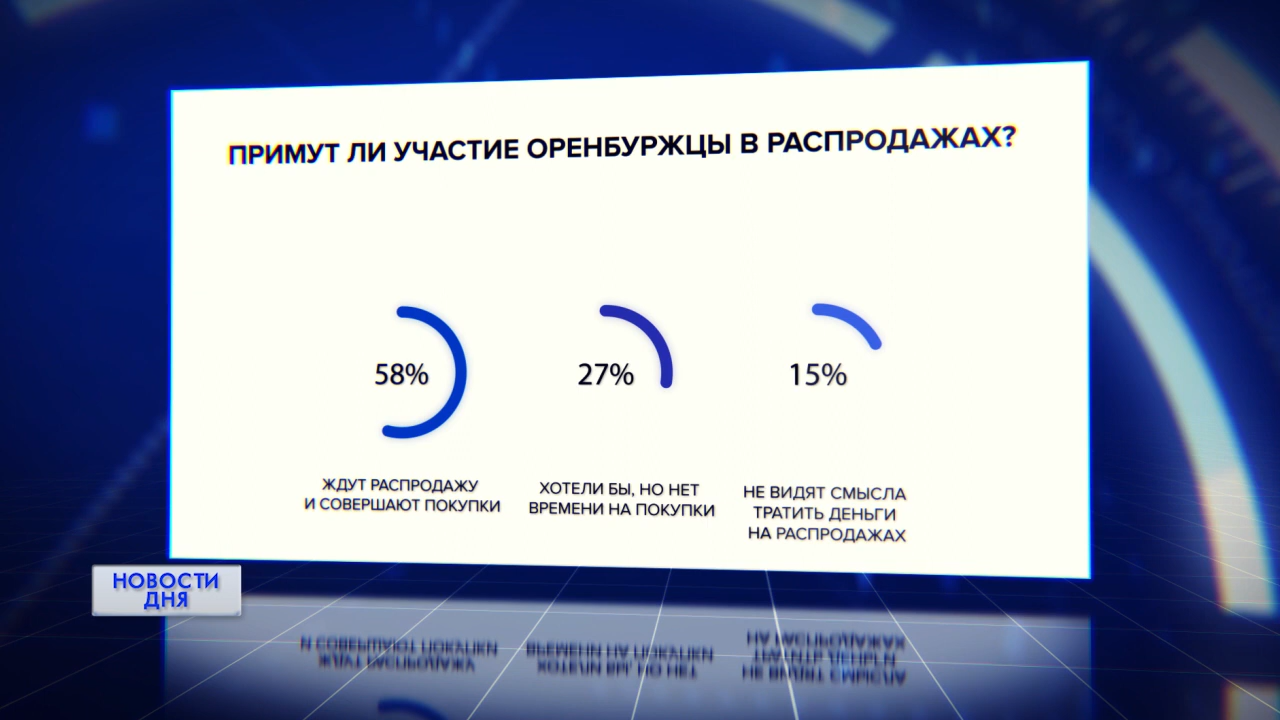 ПРИМУТ ЛИ УЧАСТИЕ ОРЕНБУРЖЦЫ В РАСПРОДАЖАХ?
58%
27%
15%
ЖДУТ РАСПРОДАЖУ
И СОВЕРШАЮТ ПОКУПКИ
ХОТЕЛИ БЫ, НО НЕТ
ВРЕМЕНИ НА ПОКУПКИ
НЕ ВИДЯТ СМЫСЛА
ТРАТИТЬ ДЕНЬГИ
НА РАСПРОДАЖАХ
НОВОСТИ
ДНЯ